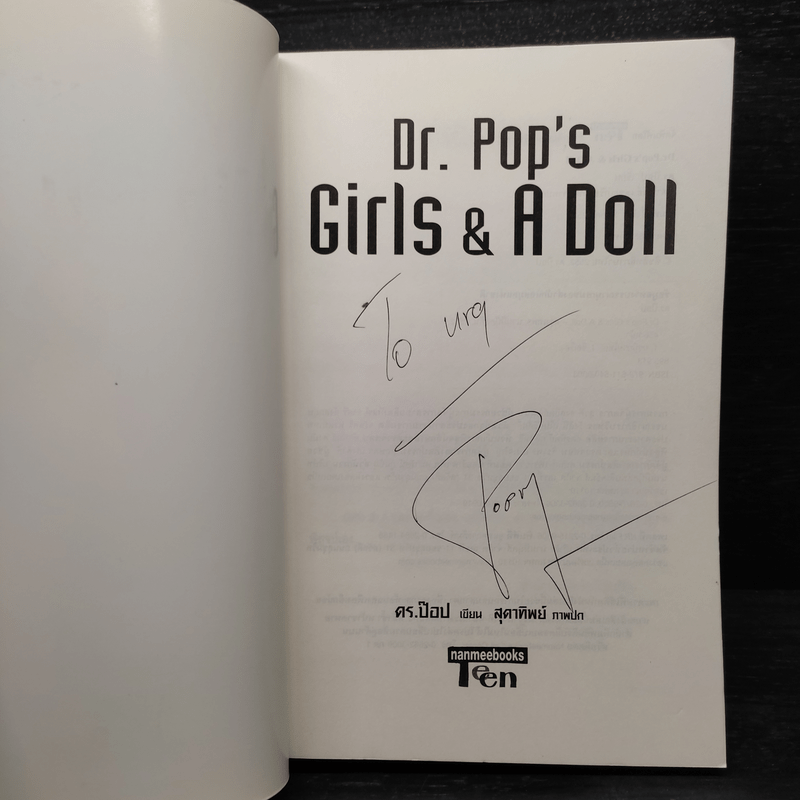 Dr. Pop's
Girls & A Doll
To
ดร.ป๊อป เขียน สุดาทิพย์ ภาพปก
nanmeebooks
Teen